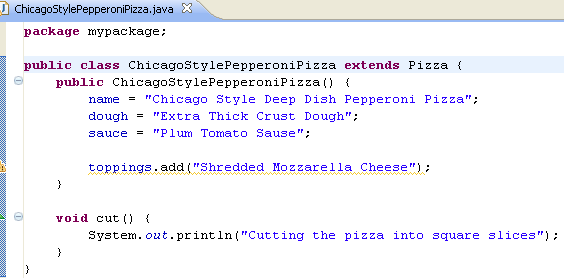 ChicagoStylePepperoniPizza.java
package mypackage;
public class ChicagoStylePepperoniPizza extends Pizza {
public ChicagoStylePepperoniPizza() {
name = "Chicago Style Deep Dish Pepperoni Pizza";
dough = "Extra Thick Crust Dough";
sauce = "Plum Tomato Sause";
toppings.add("Shredded Mozzarella Cheese");
}
void cut() {
System.out.println("Cutting the pizza into square slices");
}
}